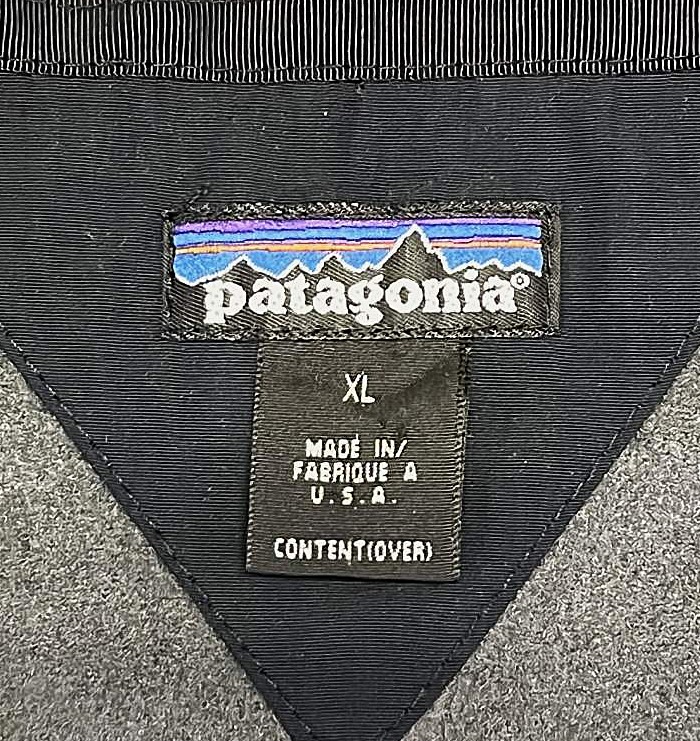 patagonia®
XL
MADE IN/
FABRIQUE A
U.S.A.
CONTENT(OVER)